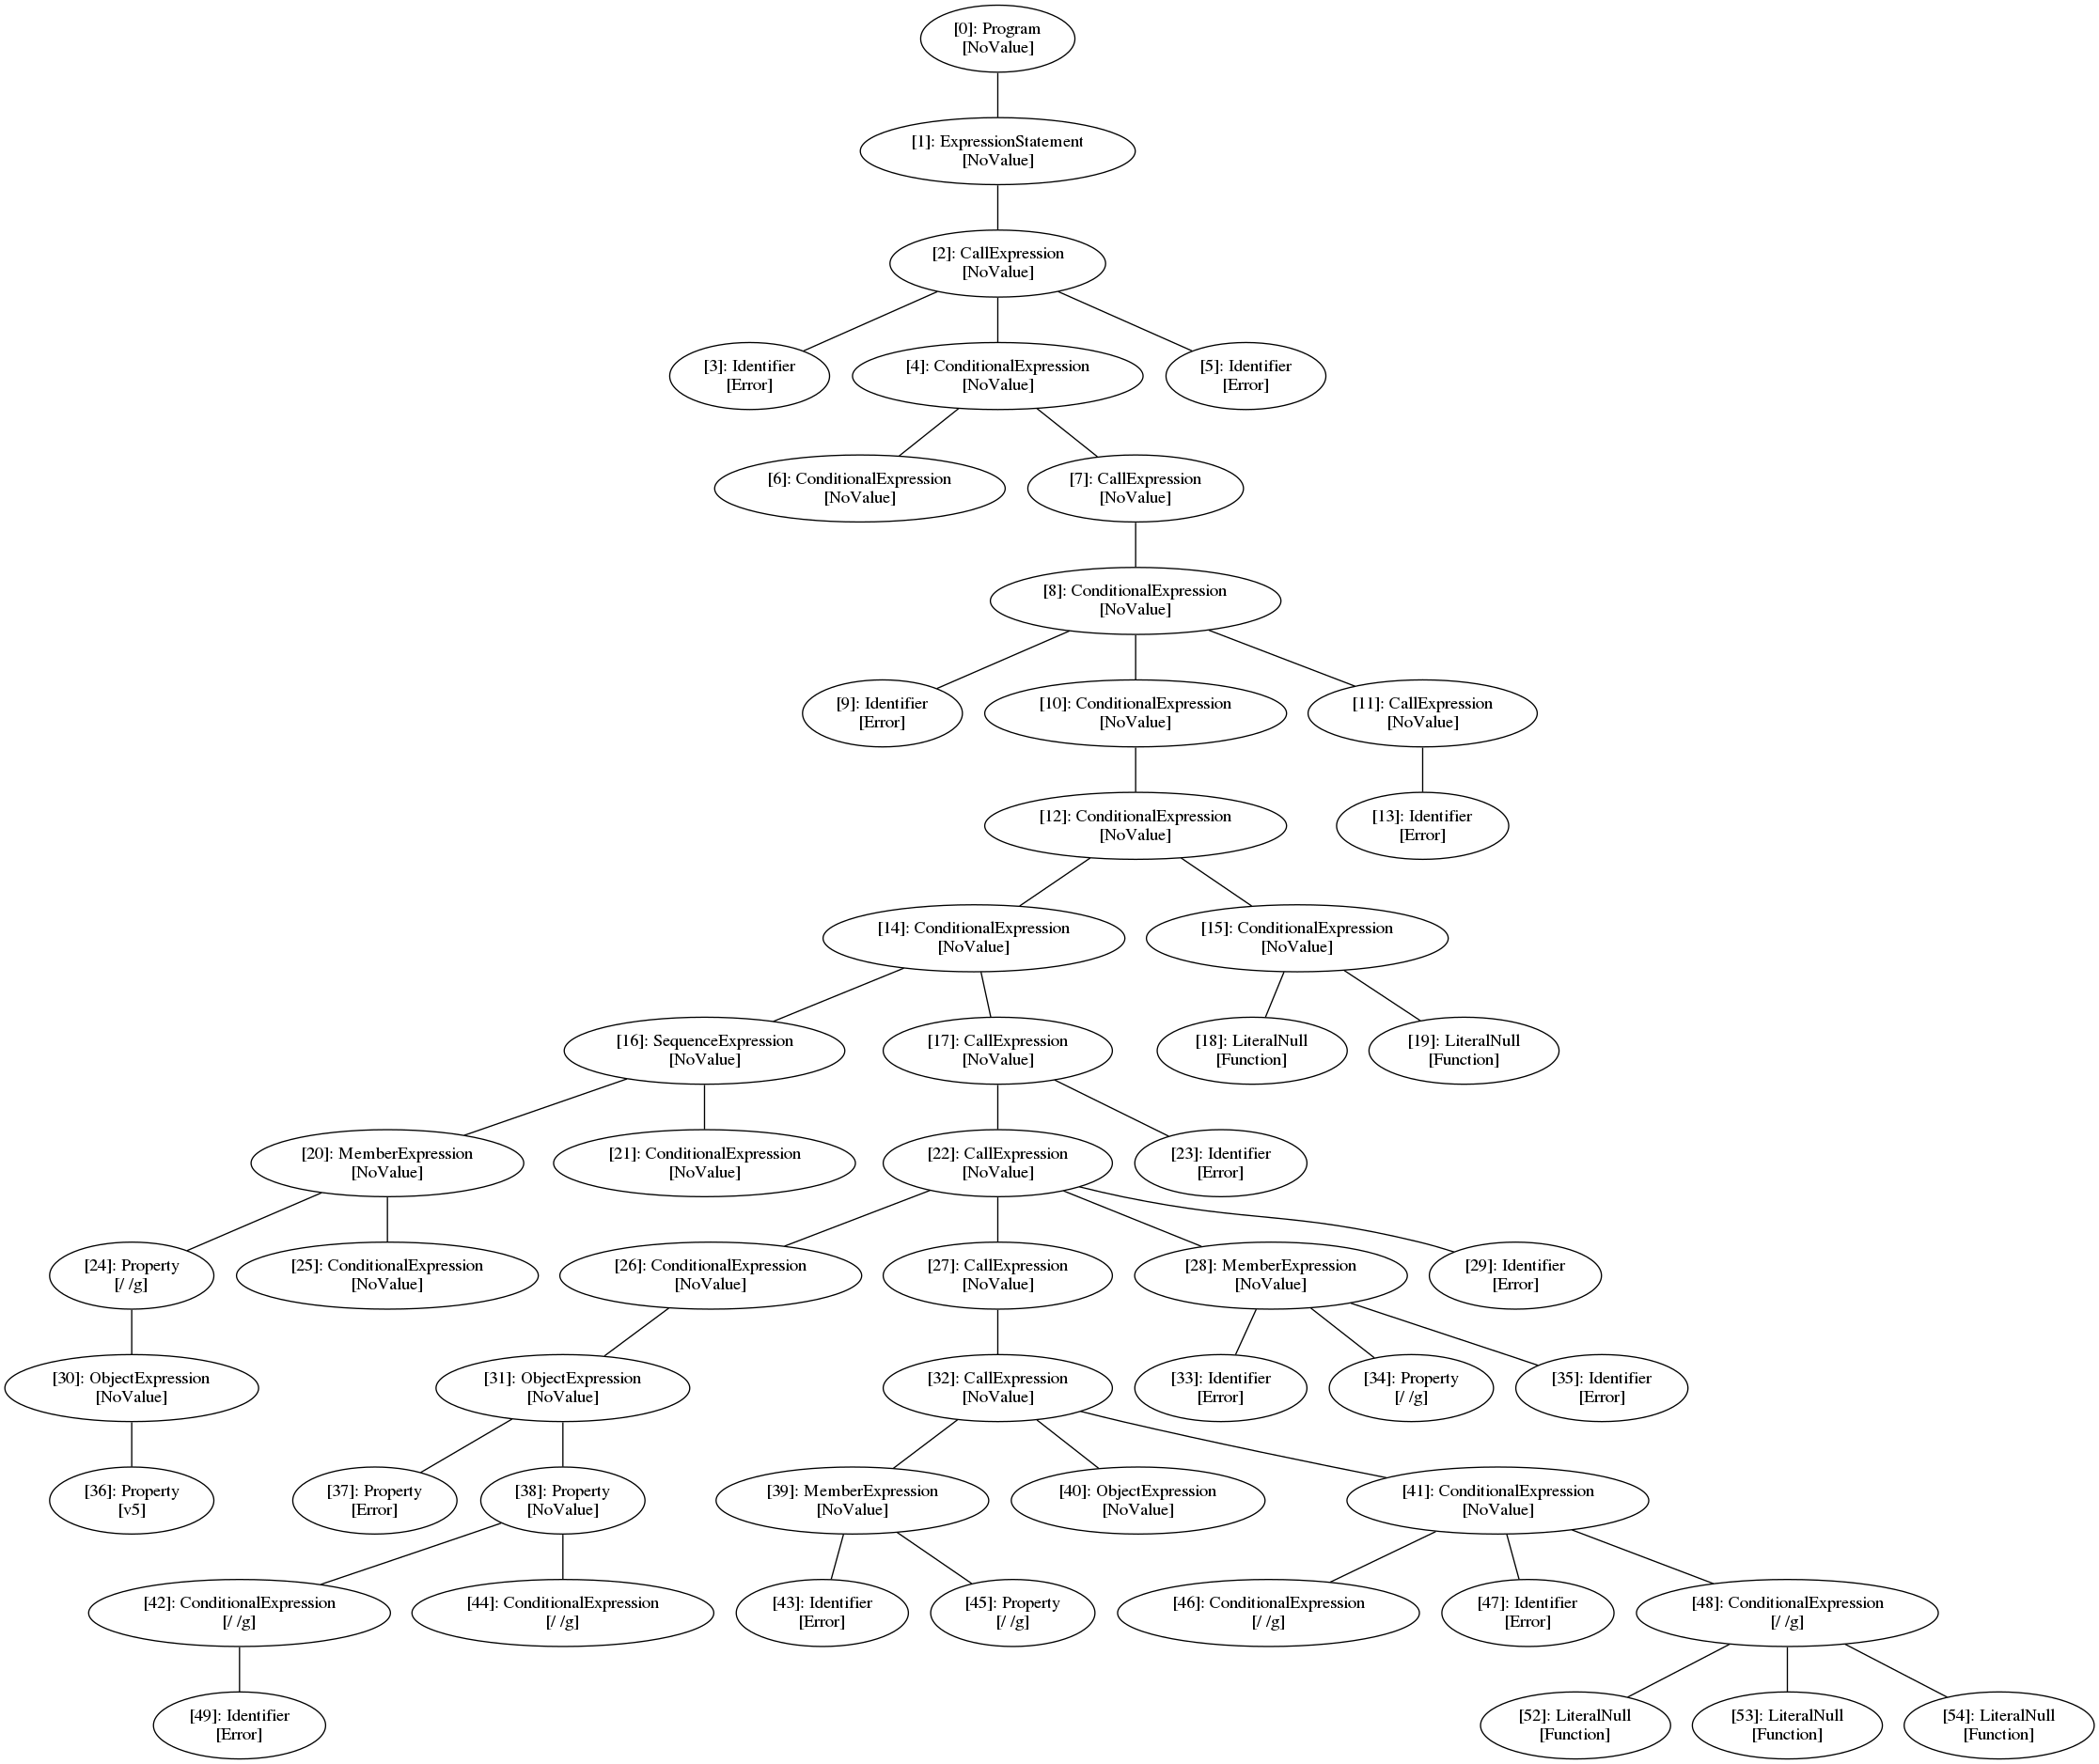 [0]: Program
[NoValue]
[1]: ExpressionStatement
[NoValue]
[2]: CallExpression
[NoValue]
[3]: Identifier
[Error]
[4]: ConditionalExpression
[NoValue]
[5]: Identifier
[Error]
[6]: ConditionalExpression
[NoValue]
[7]: CallExpression
[NoValue]
[8]: ConditionalExpression
[NoValue]
[9]: Identifier
[Error]
[10]: ConditionalExpression
[NoValue]
[11]: CallExpression
[NoValue]
[12]: ConditionalExpression
[NoValue]
[13]: Identifier
[Error]
[14]: ConditionalExpression
[NoValue]
[15]: ConditionalExpression
[NoValue]
[16]: SequenceExpression
[NoValue]
[17]: CallExpression
[NoValue]
[18]: LiteralNull
[Function]
[19]: LiteralNull
[Function]
[20]: MemberExpression
[NoValue]
[21]: ConditionalExpression
[NoValue]
[22]: CallExpression
[NoValue]
[23]: Identifier
[Error]
[24]: Property
[/ /g]
[25]: ConditionalExpression
[NoValue]
[26]: ConditionalExpression
[NoValue]
[27]: CallExpression
[NoValue]
[28]: MemberExpression
[NoValue]
[29]: Identifier
[Error]
[30]: ObjectExpression
[NoValue]
[31]: ObjectExpression
[NoValue]
[32]: CallExpression
[NoValue]
[33]: Identifier
[Error]
[34]: Property
[/ /g]
[35]: Identifier
[Error]
[36]: Property
[v5]
[37]: Property
[Error]
[38]: Property
[NoValue]
[39]: MemberExpression
[NoValue]
[40]: ObjectExpression
[NoValue]
[41]: ConditionalExpression
[NoValue]
[42]: ConditionalExpression
[/ /g]
[44]: ConditionalExpression
[/ /g]
[43]: Identifier
[Error]
[45]: Property
[/ /g]
[46]: ConditionalExpression
[/ /g]
[47]: Identifier
[Error]
[48]: ConditionalExpression
[/ /g]
[49]: Identifier
[Error]
[52]: LiteralNull
[Function]
[53]: LiteralNull
[Function]
[54]: LiteralNull
[Function]